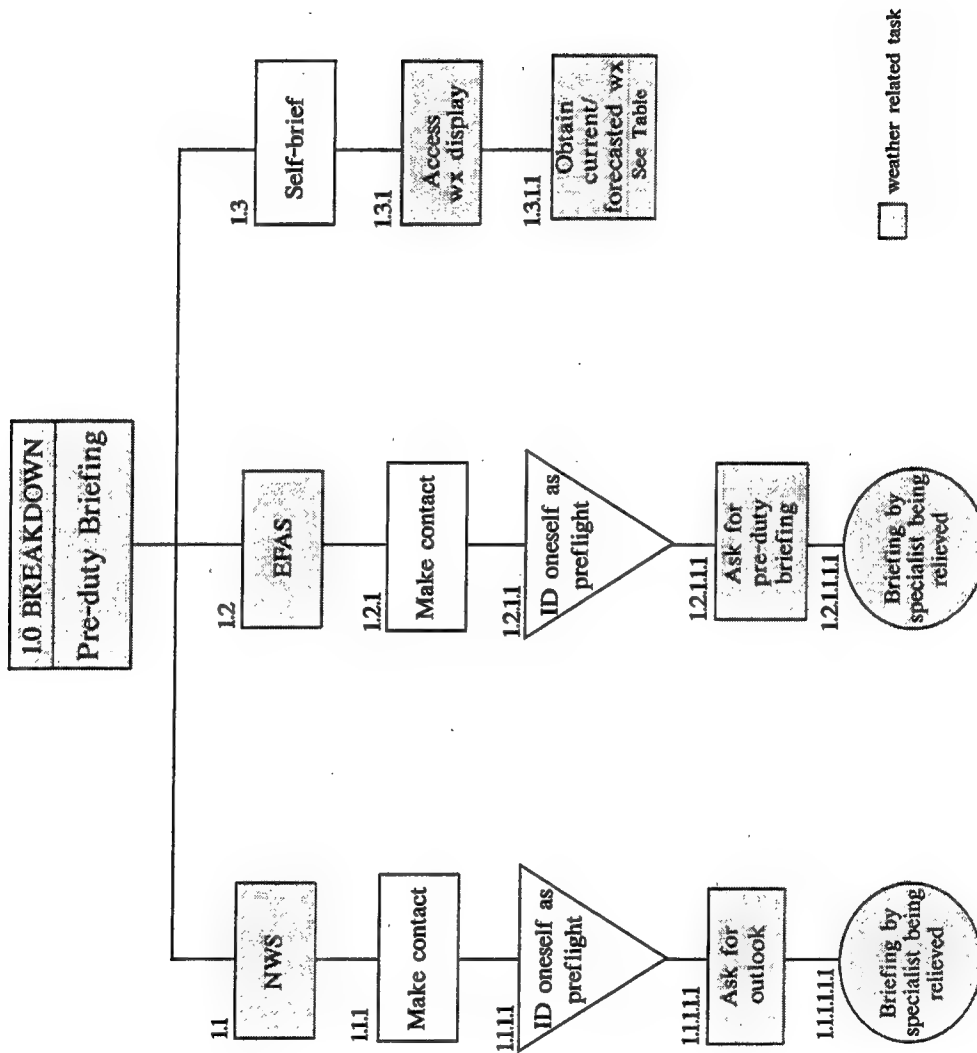 1.0 BREAKDOWN
Pre-duty Briefing
1.1
NWS
1.1.1
Make contact
1.1.1.1
ID oneself as
preflight
1.1.1.1.1
Ask for
outlook
1.1.1.1.1.1
Briefing by
specialist being
relieved
1.2
EFAS
1.2.1
Make contact
1.2.1.1
ID oneself as
preflight
1.2.1.1.1
Ask for
pre-duty
briefing
1.2.1.1.1.1
Briefing by
specialist being
relieved
1.3
Self-brief
1.3.1
Access
wx display
1.3.1.1
Obtain
current/
forecasted wx
See Table
weather related task